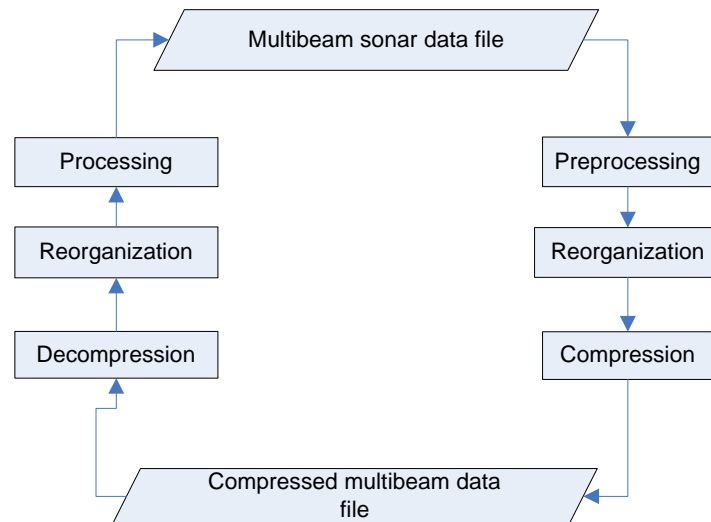 Multibeam sonar data file
Processing
Preprocessing
Reorganization
Reorganization
Decompression
Compression
Compressed multibeam data
file